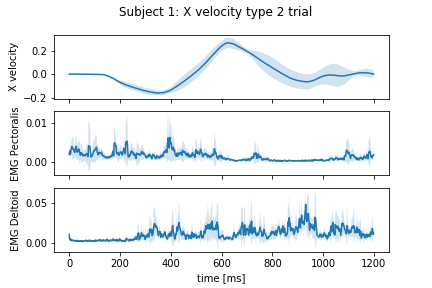 Subject 1: X velocity type 2 trial
X velocity
0.2
0.0
−0.2
EMG Pectoralis
0.01
0.00
EMG Deltoid
0.05
0.00
0 200 400 600 800 1000 1200
time [ms]